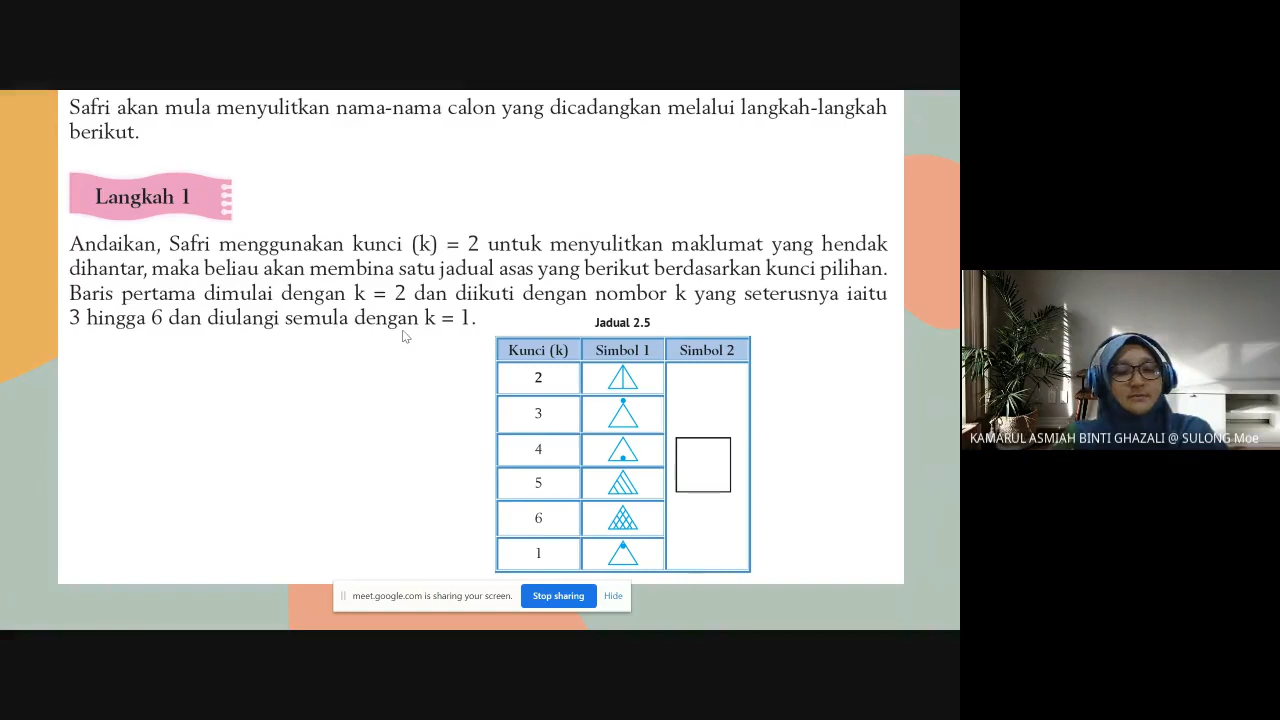 Safri akan mula menyulitkan nama-nama calon yang dicadangkan melalui langkah-langkah
berikut.
Langkah 1
Andaikan, Safri menggunakan kunci (k) = 2 untuk menyulitkan maklumat yang hendak
dihantar, maka beliau akan membina satu jadual asas yang berikut berdasarkan kunci pilihan.
Baris pertama dimulai dengan k = 2 dan diikuti dengan nombor k yang seterusnya iaitu
3 hingga 6 dan diulangi semula dengan k = 1.
Jadual 2.5
Kunci (k) Simbol 1 Simbol 2
2
3
4
5
6
1
meet.google.com is sharing your screen. Stop sharing Hide
KAMARUL ASMIAH BINTI GHAZALI @ SULONG Moe